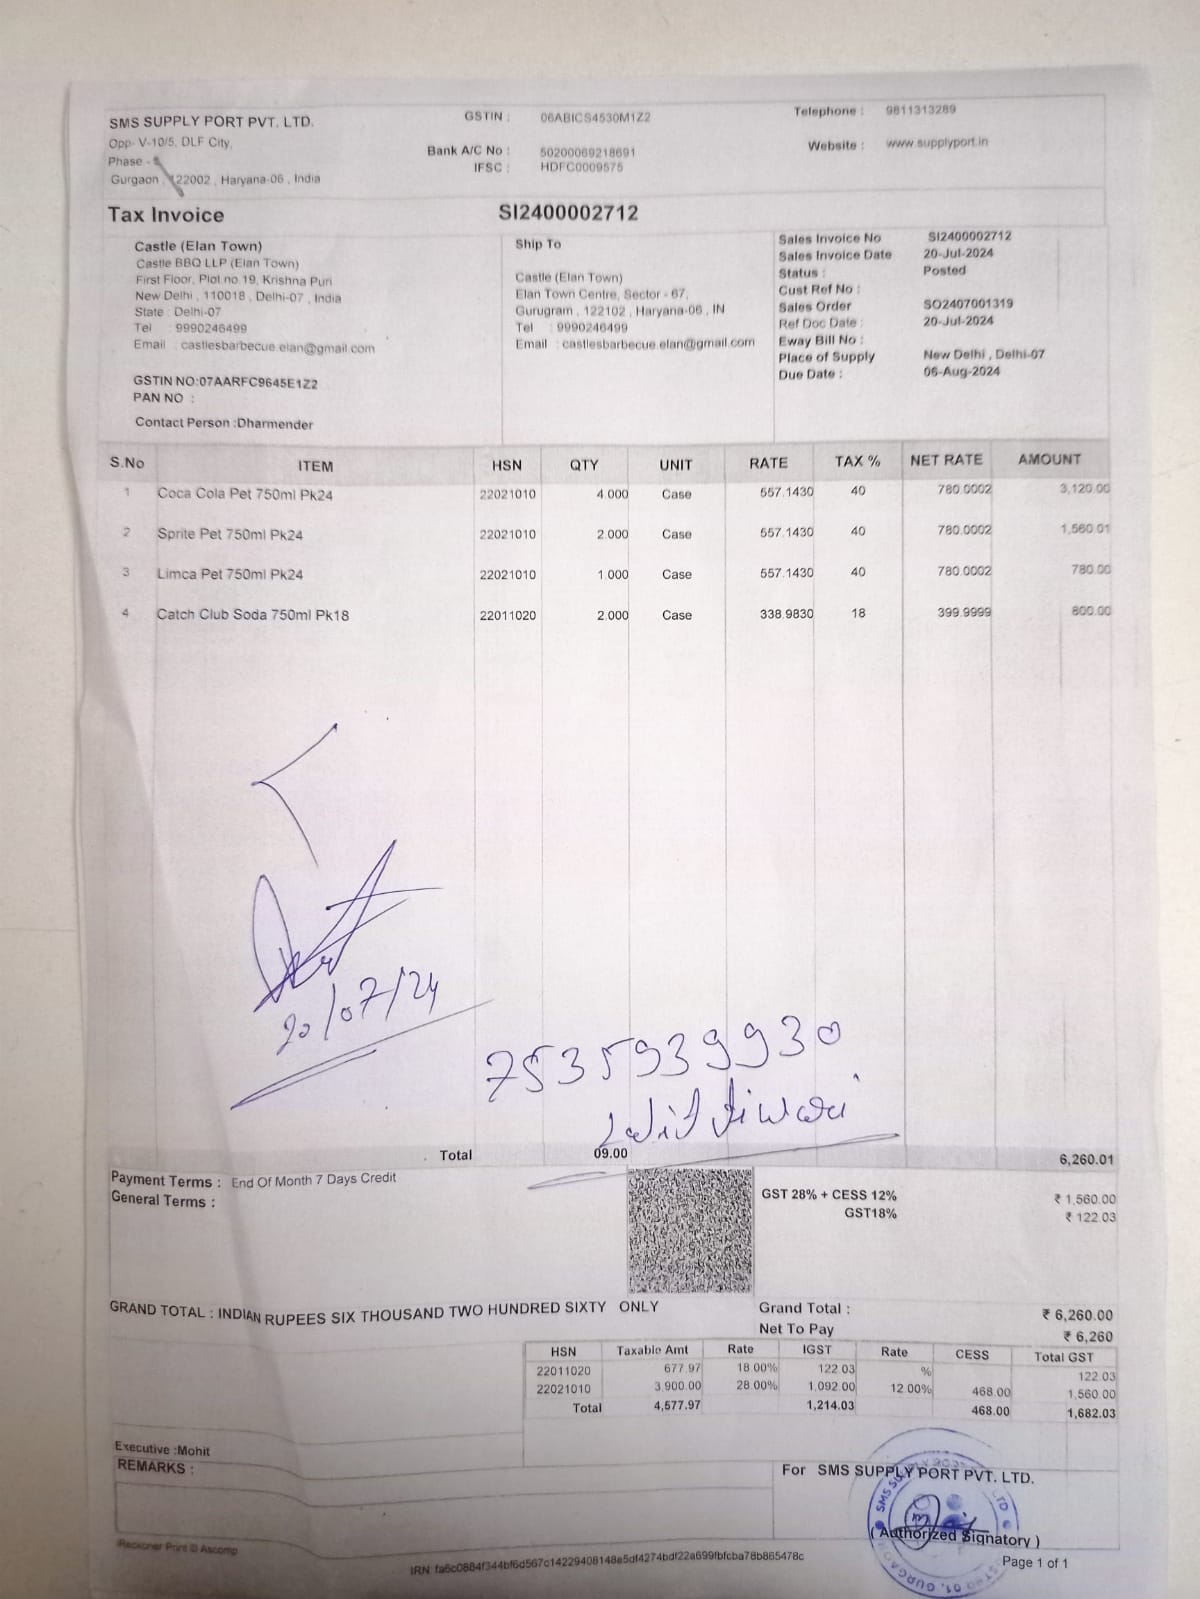 SMS SUPPLY PORT PVT. LTD.
Opp- V-10/5, DLF City,
Phase -
Gurgaon , 122002 , Haryana-06 , India
GSTIN : 06ABICS4530M1Z2
Bank A/C No : 50200069218691
IFSC : HDFC0009575
Telephone : 9811313289
Website : www.supplyport.in
Tax Invoice
SI2400002712
Castle (Elan Town)
Castle BBQ LLP (Elan Town)
First Floor, Plot no.19, Krishna Puri
New Delhi , 110018 , Delhi-07 , India
State : Delhi-07
Tel : 9990246499
Email : castlesbarbecue.elan@gmail.com
GSTIN NO:07AARFC9645E1Z2
PAN NO :
Contact Person :Dharmender
Ship To
Castle (Elan Town)
Elan Town Centre, Sector - 67,
Gurugram , 122102 , Haryana-06 , IN
Tel : 9990246499
Email : castlesbarbecue.elan@gmail.com
Sales Invoice No SI2400002712
Sales Invoice Date 20-Jul-2024
Status : Posted
Cust Ref No :
Sales Order SO2407001319
Ref Doc Date : 20-Jul-2024
Eway Bill No :
Place of Supply New Delhi , Delhi-07
Due Date : 06-Aug-2024
S.No ITEM HSN QTY UNIT RATE TAX % NET RATE AMOUNT
1 Coca Cola Pet 750ml Pk24 22021010 4.000 Case 557.1430 40 780.0002 3,120.00
2 Sprite Pet 750ml Pk24 22021010 2.000 Case 557.1430 40 780.0002 1,560.01
3 Limca Pet 750ml Pk24 22021010 1.000 Case 557.1430 40 780.0002 780.00
4 Catch Club Soda 750ml Pk18 22011020 2.000 Case 338.9830 18 399.9999 800.00
20/07/24
7535939930
Lalit tiwari
Total 09.00 6,260.01
Payment Terms : End Of Month 7 Days Credit
General Terms :
GST 28% + CESS 12% ₹ 1,560.00
GST18% ₹ 122.03
GRAND TOTAL : INDIAN RUPEES SIX THOUSAND TWO HUNDRED SIXTY ONLY
Grand Total : ₹ 6,260.00
Net To Pay ₹ 6,260
HSN Taxable Amt Rate IGST Rate CESS Total GST
22011020 677.97 18.00% 122.03 % 122.03
22021010 3,900.00 28.00% 1,092.00 12.00% 468.00 1,560.00
Total 4,577.97 1,214.03 468.00 1,682.03
Executive :Mohit
REMARKS :
For SMS SUPPLY PORT PVT. LTD.
( Authorized Signatory )
Reckoner Print © Ascomp
IRN: fa6c0884f344bf6d567c14229408148e5df4274bdf22a699fbfcba78b865478c
Page 1 of 1